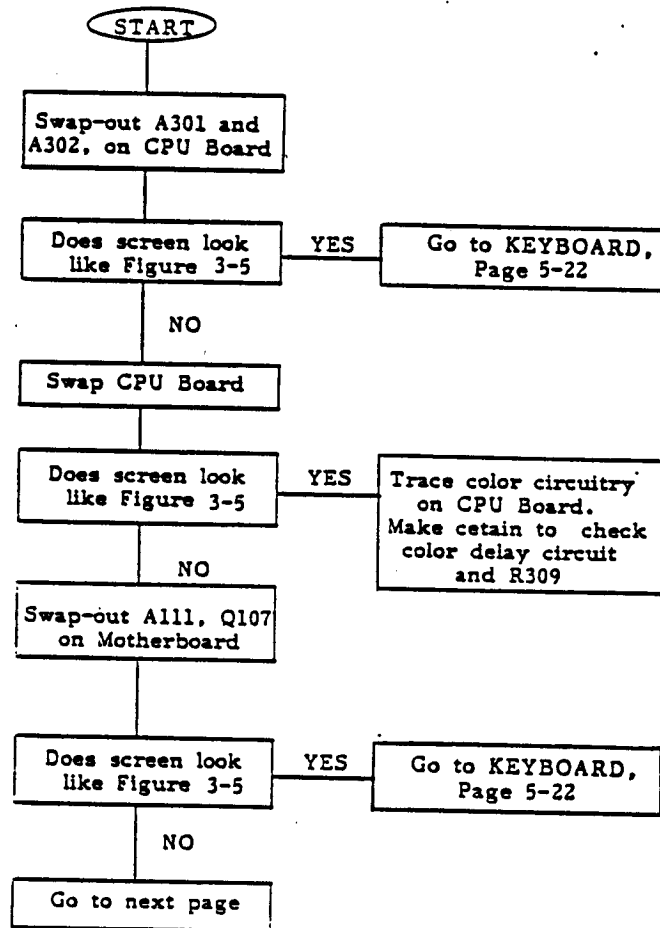 START
Swap-out A301 and
A302, on CPU Board
Does screen look
like Figure 3-5
YES
Go to KEYBOARD,
Page 5-22
NO
Swap CPU Board
Does screen look
like Figure 3-5
YES
Trace color circuitry
on CPU Board.
Make cetain to check
color delay circuit
and R309
NO
Swap-out A111, Q107
on Motherboard
Does screen look
like Figure 3-5
YES
Go to KEYBOARD,
Page 5-22
NO
Go to next page